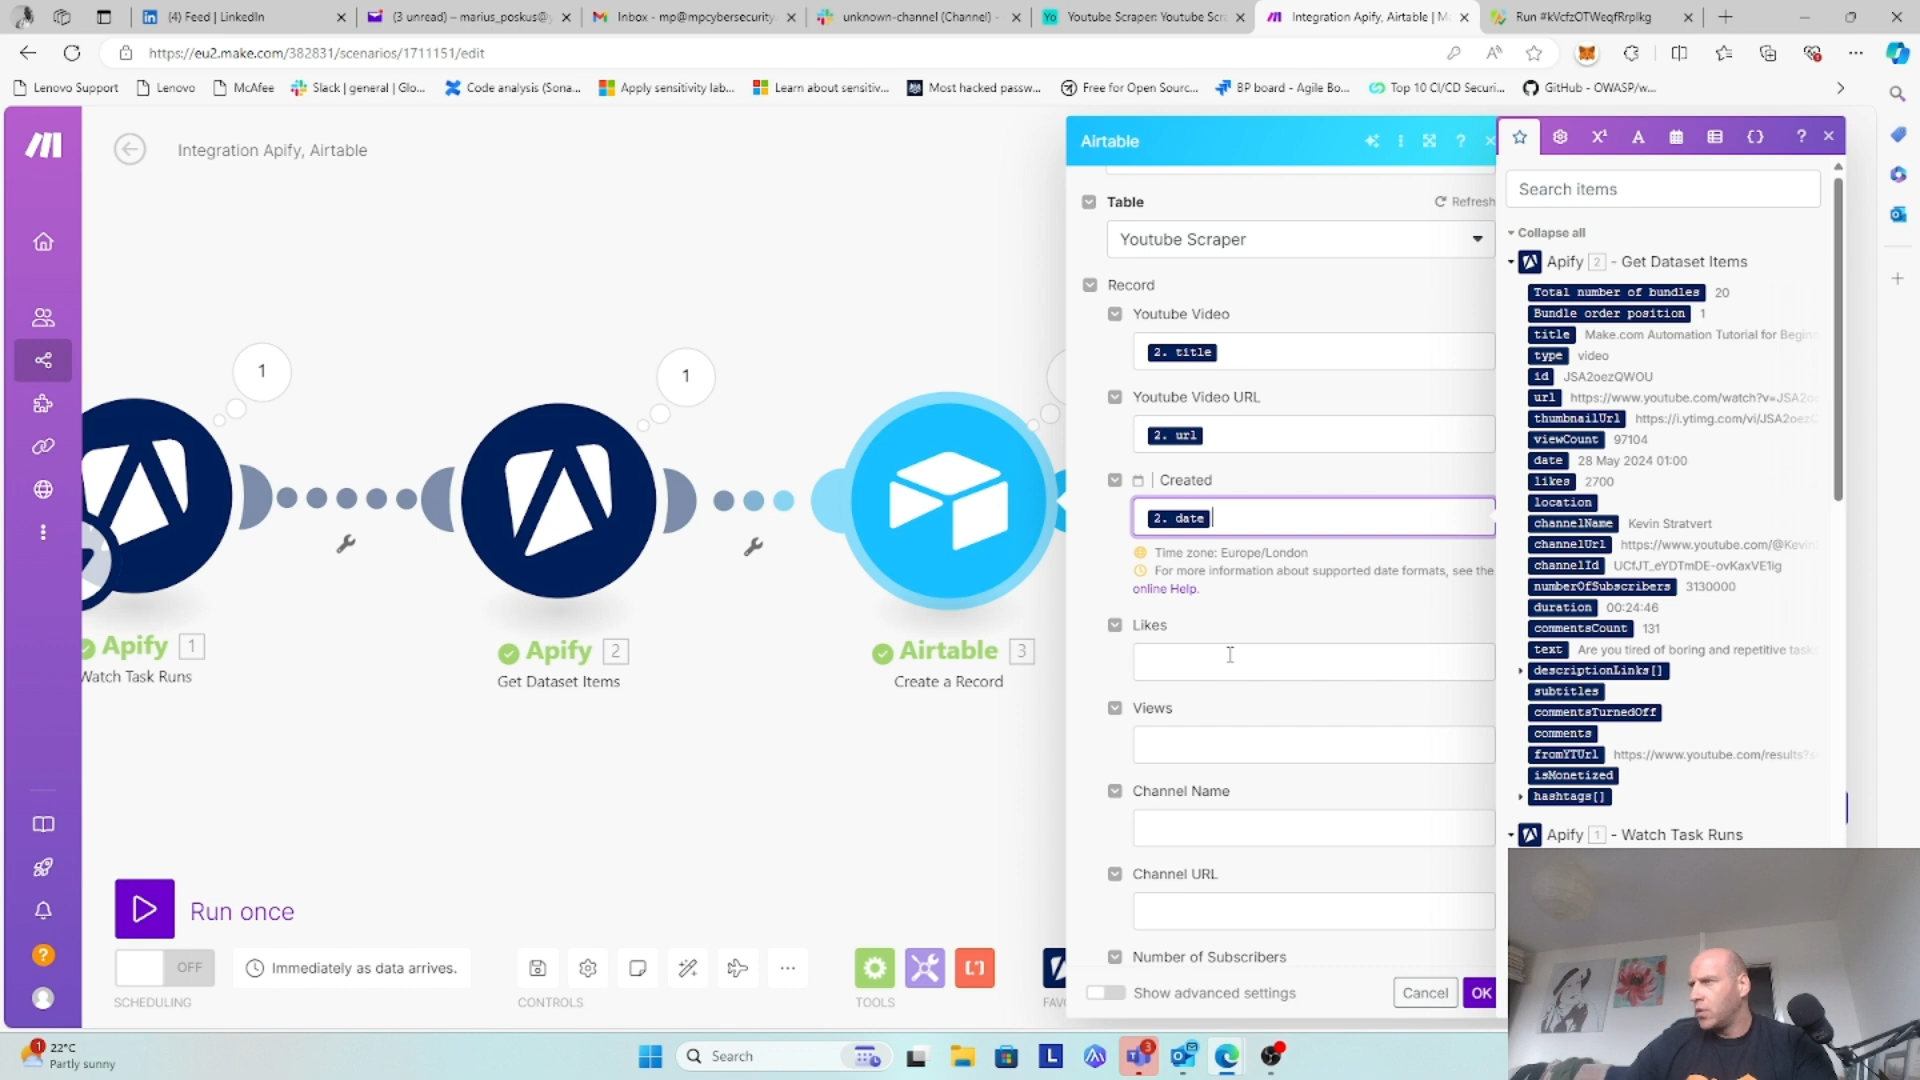 (4) Feed | LinkedIn
(3 unread) – marius_poskus@
Inbox - mp@mpcybersecurity.
unknown-channel (Channel) -
Youtube Scraper: Youtube Scr
Integration Apify, Airtable | M
Run #kVcfzOTWeqfRrplkg
https://eu2.make.com/382831/scenarios/1711151/edit
Lenovo Support
Lenovo
McAfee
Slack | general | Glo...
Code analysis (Sona...
Apply sensitivity lab...
Learn about sensitiv...
Most hacked passw...
Free for Open Sourc...
BP board - Agile Bo...
Top 10 CI/CD Securi...
GitHub - OWASP/w...
Integration Apify, Airtable
1
1
Apify 1
Watch Task Runs
Apify 2
Get Dataset Items
Airtable 3
Create a Record
Run once
OFF
SCHEDULING
Immediately as data arrives.
CONTROLS
TOOLS
FAV
Airtable
Table
Refresh
Youtube Scraper
Record
Youtube Video
2. title
Youtube Video URL
2. url
Created
2. date
Time zone: Europe/London
For more information about supported date formats, see the
online Help.
Likes
Views
Channel Name
Channel URL
Number of Subscribers
Show advanced settings
Cancel
OK
Search items
Collapse all
Apify 2 - Get Dataset Items
Total number of bundles 20
Bundle order position 1
title Make.com Automation Tutorial for Begin
type video
id JSA2oezQWOU
url https://www.youtube.com/watch?v=JSA2oe
thumbnailUrl https://i.ytimg.com/vi/JSA2oez
viewCount 97104
date 28 May 2024 01:00
likes 2700
location
channelName Kevin Stratvert
channelUrl https://www.youtube.com/@Kevin
channelId UCfJT_eYDTmDE-ovKaxVE1ig
numberOfSubscribers 3130000
duration 00:24:46
commentsCount 131
text Are you tired of boring and repetitive task
descriptionLinks[]
subtitles
commentsTurnedOff
comments
fromYTUrl https://www.youtube.com/results?s
isMonetized
hashtags[]
Apify 1 - Watch Task Runs
1
22°C
Partly sunny
Search
3